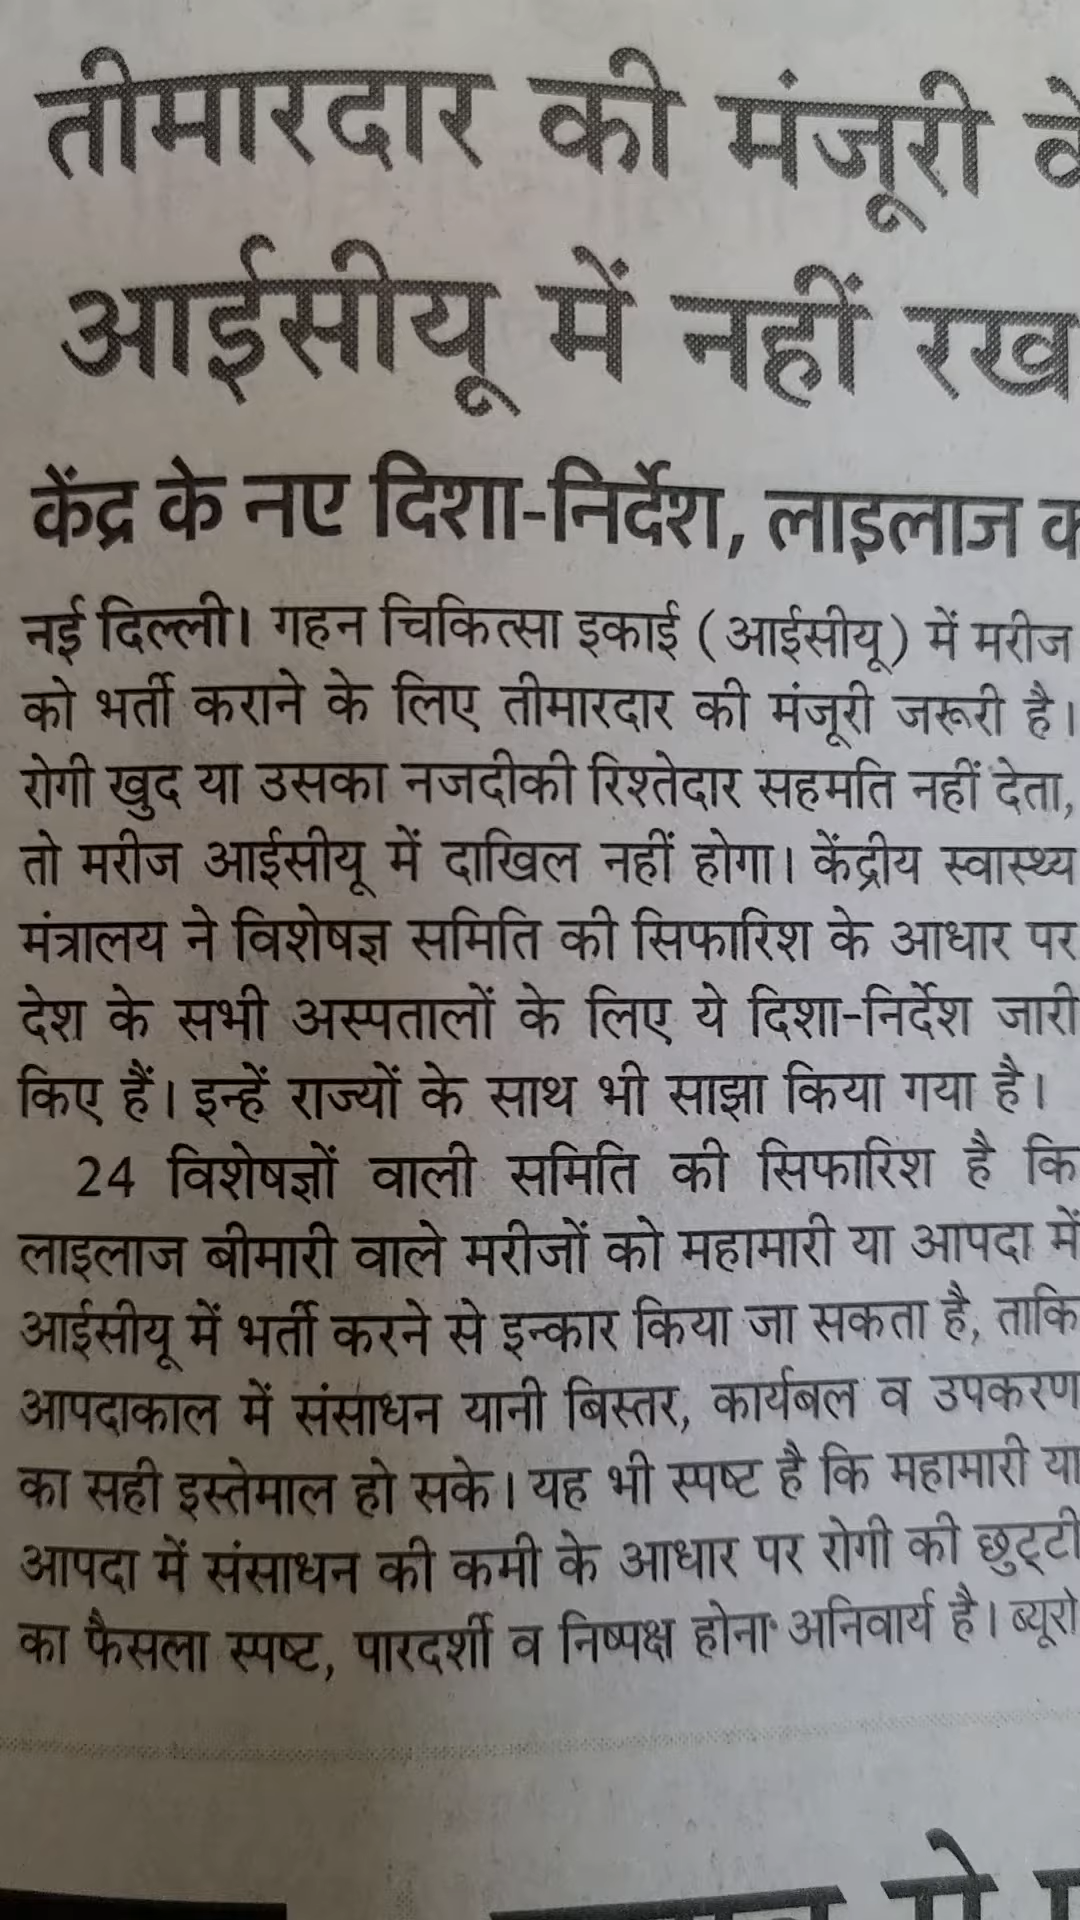 तीमारदार की मंजूरी
आईसीयू में नहीं रख
केंद्र के नए दिशा-निर्देश, लाइलाज
नई दिल्ली। गहन चिकित्सा इकाई (आईसीयू) में मरीज
को भर्ती कराने के लिए तीमारदार की मंजूरी जरूरी है।
रोगी खुद या उसका नजदीकी रिश्तेदार सहमति नहीं देता,
तो मरीज आईसीयू में दाखिल नहीं होगा। केंद्रीय स्वास्थ्य
मंत्रालय ने विशेषज्ञ समिति की सिफारिश के आधार पर
देश के सभी अस्पतालों के लिए ये दिशा-निर्देश जारी
किए हैं। इन्हें राज्यों के साथ भी साझा किया गया है।
24 विशेषज्ञों वाली समिति की सिफारिश है कि
लाइलाज बीमारी वाले मरीजों को महामारी या आपदा में
आईसीयू में भर्ती करने से इन्कार किया जा सकता है, ताकि
आपदाकाल में संसाधन यानी बिस्तर, कार्यबल व उपकरण
का सही इस्तेमाल हो सके। यह भी स्पष्ट है कि महामारी या
आपदा में संसाधन की कमी के आधार पर रोगी की छुट्टी
का फैसला स्पष्ट, पारदर्शी व निष्पक्ष होना अनिवार्य है। ब्यूरो